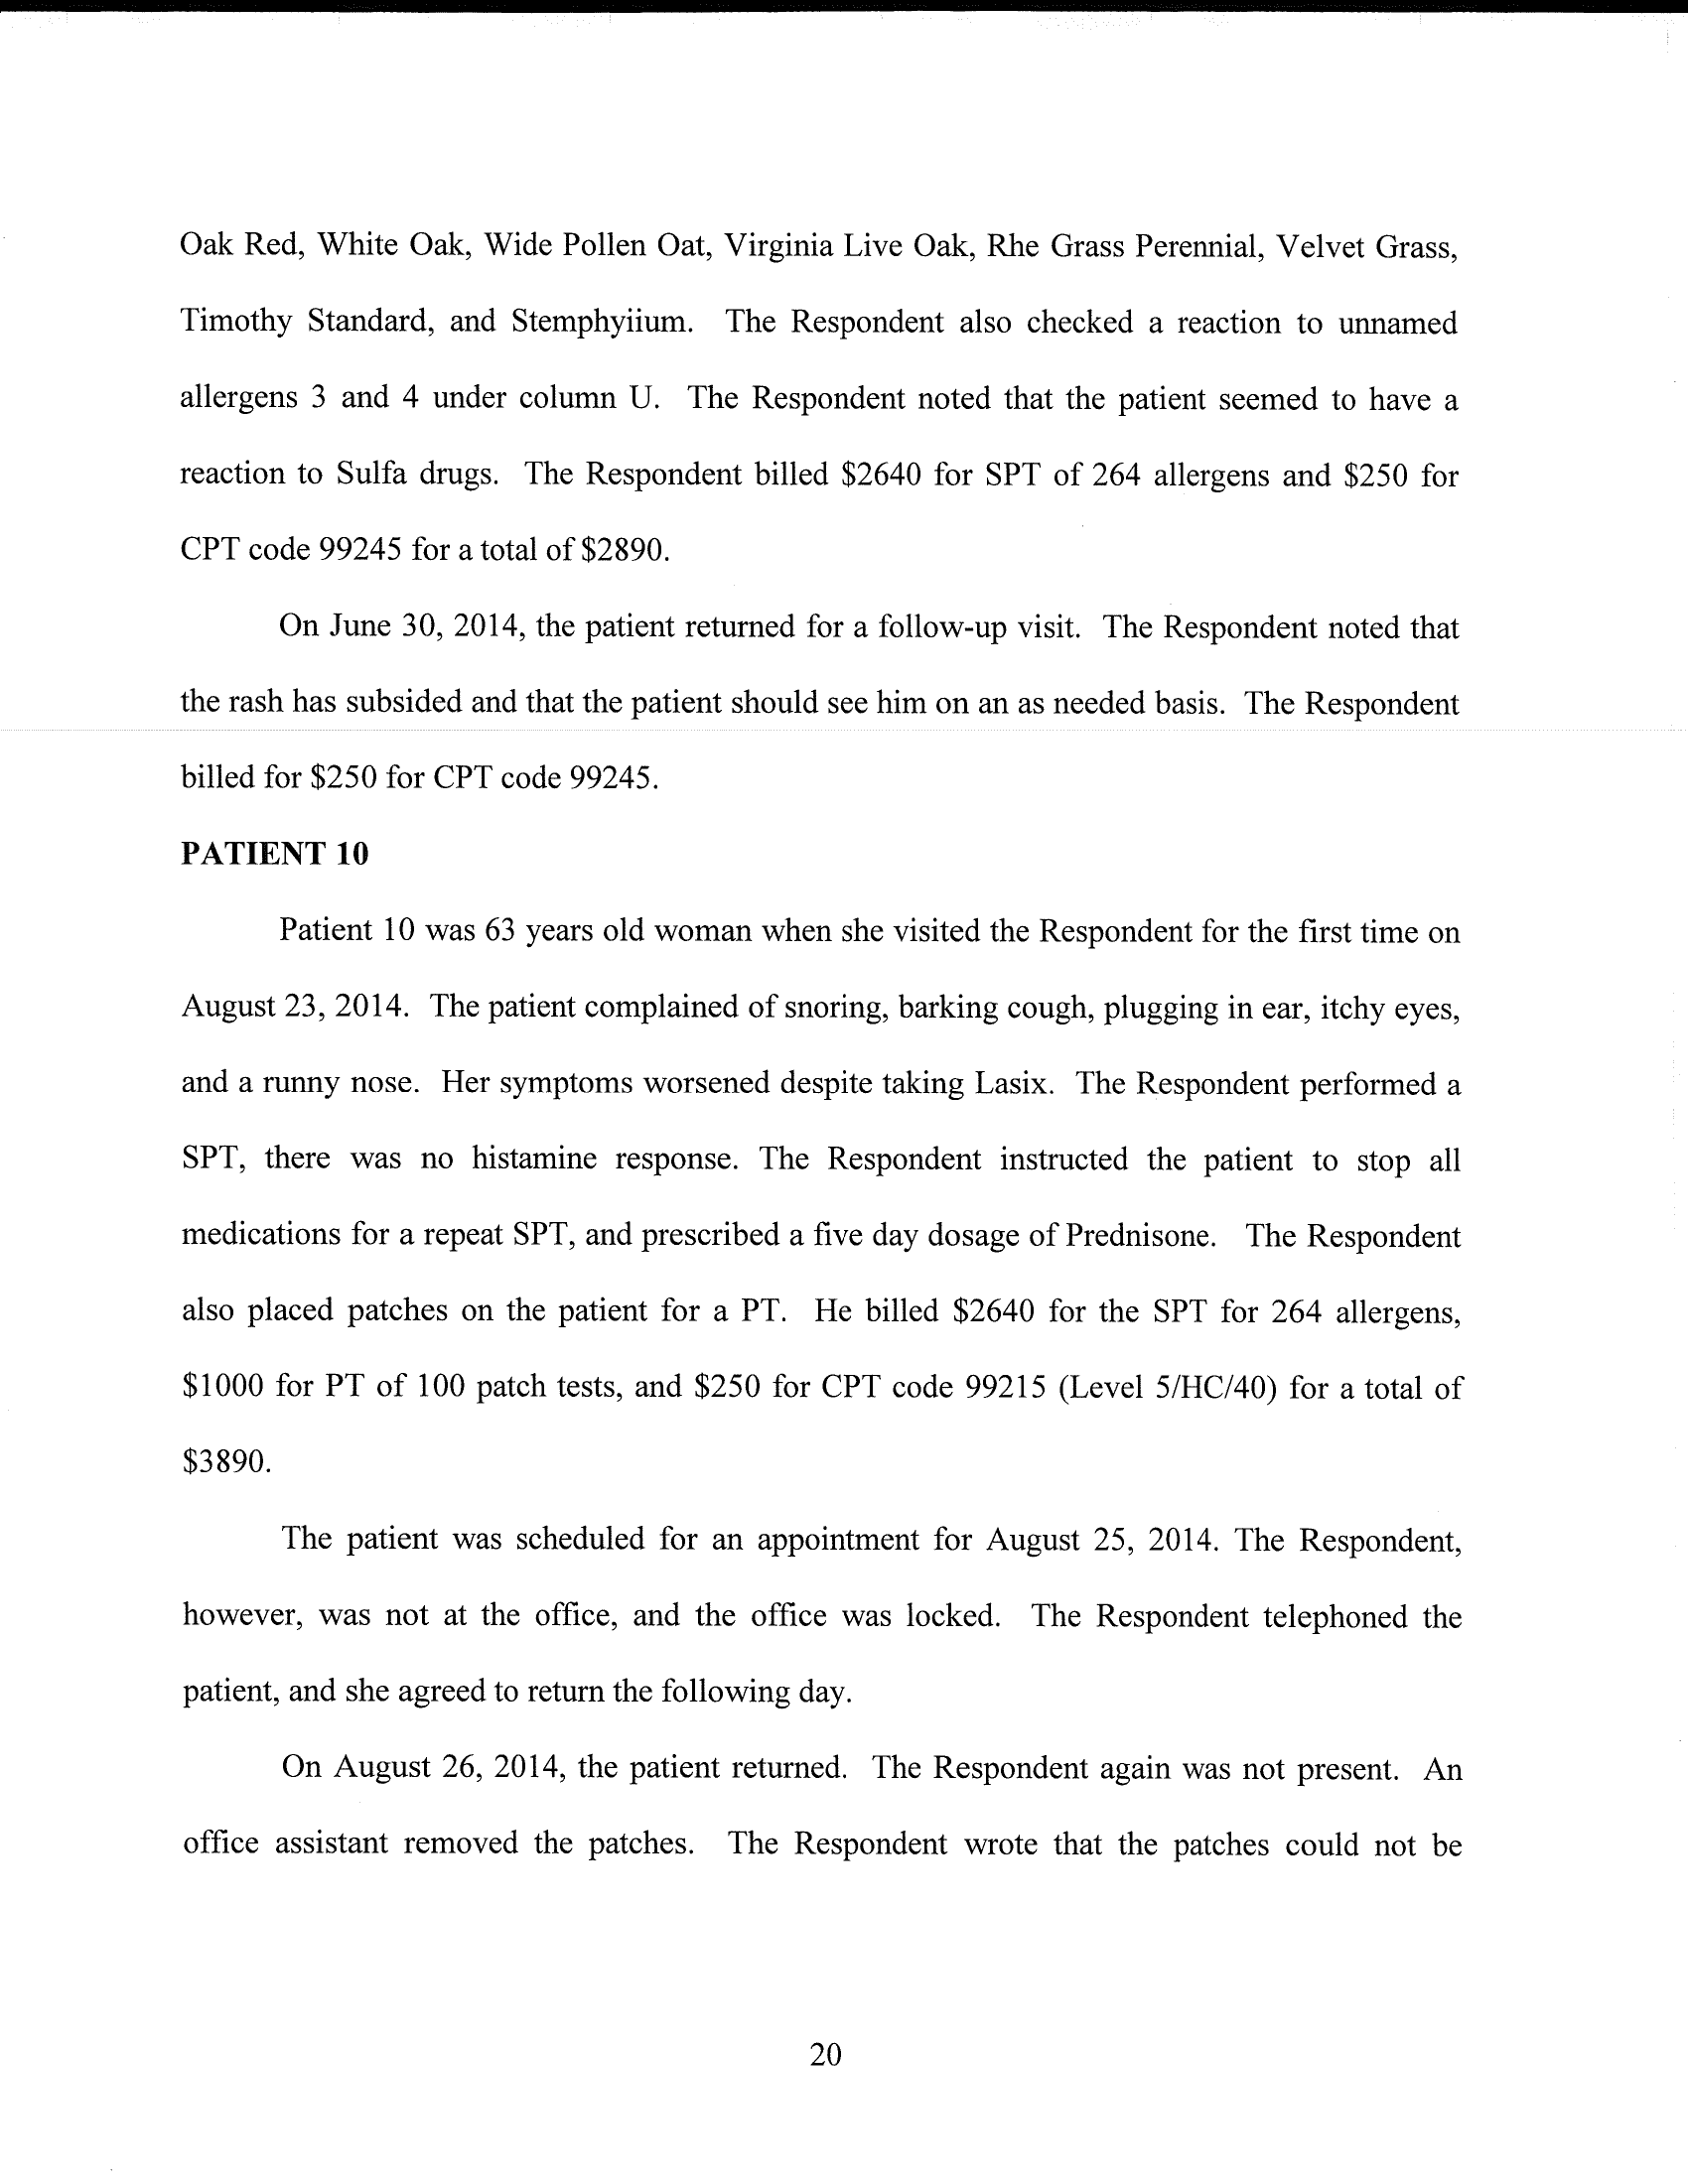 Oak Red, White Oak, Wide Pollen Oat, Virginia Live Oak, Rhe Grass Perennial, Velvet Grass,
Timothy Standard, and Stemphyiium. The Respondent also checked a reaction to unnamed
allergens 3 and 4 under column U. The Respondent noted that the patient seemed to have a
reaction to Sulfa drugs. The Respondent billed $2640 for SPT of 264 allergens and $250 for
CPT code 99245 for a total of $2890.
On June 30, 2014, the patient returned for a follow-up visit. The Respondent noted that
the rash has subsided and that the patient should see him on an as needed basis. The Respondent
billed for $250 for CPT code 99245.
PATIENT 10
Patient 10 was 63 years old woman when she visited the Respondent for the first time on
August 23, 2014. The patient complained of snoring, barking cough, plugging in ear, itchy eyes,
and a runny nose. Her symptoms worsened despite taking Lasix. The Respondent performed a
SPT, there was no histamine response. The Respondent instructed the patient to stop all
medications for a repeat SPT, and prescribed a five day dosage of Prednisone. The Respondent
also placed patches on the patient for a PT. He billed $2640 for the SPT for 264 allergens,
$1000 for PT of 100 patch tests, and $250 for CPT code 99215 (Level 5/HC/40) for a total of
$3890.
The patient was scheduled for an appointment for August 25, 2014. The Respondent,
however, was not at the office, and the office was locked. The Respondent telephoned the
patient, and she agreed to return the following day.
On August 26, 2014, the patient returned. The Respondent again was not present. An
office assistant removed the patches. The Respondent wrote that the patches could not be
20